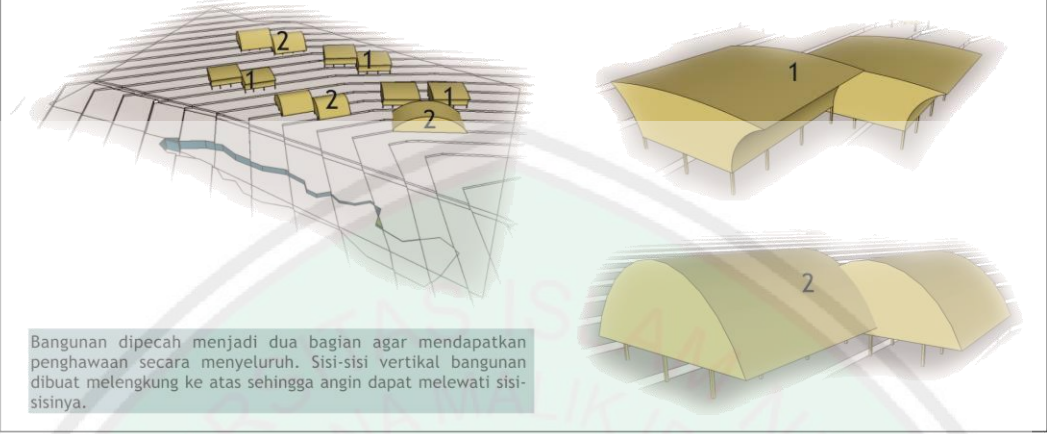 2
1
1
2
1
2
1
2
Bangunan dipecah menjadi dua bagian agar mendapatkan
penghawaan secara menyeluruh. Sisi-sisi vertikal bangunan
dibuat melengkung ke atas sehingga angin dapat melewati sisi-
sisinya.